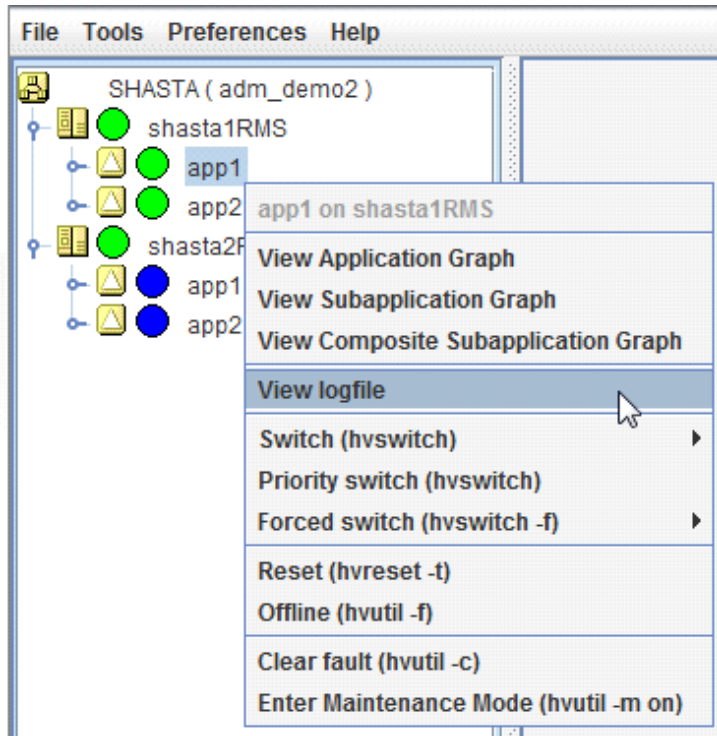 File Tools Preferences Help
SHASTA ( adm_demo2 )
shasta1RMS
app1
app2
app1 on shasta1RMS
shasta2
View Application Graph
app1
View Subapplication Graph
app2
View Composite Subapplication Graph
View logfile
Switch (hvswitch)
Priority switch (hvswitch)
Forced switch (hvswitch -f)
Reset (hvreset -t)
Offline (hvutil -f)
Clear fault (hvutil -c)
Enter Maintenance Mode (hvutil -m on)